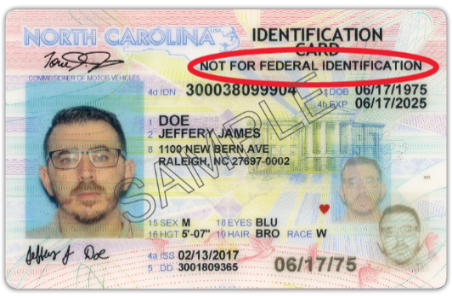 NORTH CAROLINA
IDENTIFICATION
CARD
NOT FOR FEDERAL IDENTIFICATION
COMMISSIONER OF MOTOR VEHICLES
4d IDN 300038099904 3 DOB 06/17/1975
4b EXP 06/17/2025
1 DOE
2 JEFFERY JAMES
8 1100 NEW BERN AVE
RALEIGH, NC 27697-0002
SAMPLE
15 SEX M 18 EYES BLU
16 HGT 5'-07" 19 HAIR BRO RACE W
Jeffery J Doe
4a ISS 02/13/2017
5 DD 3001809365
06/17/75